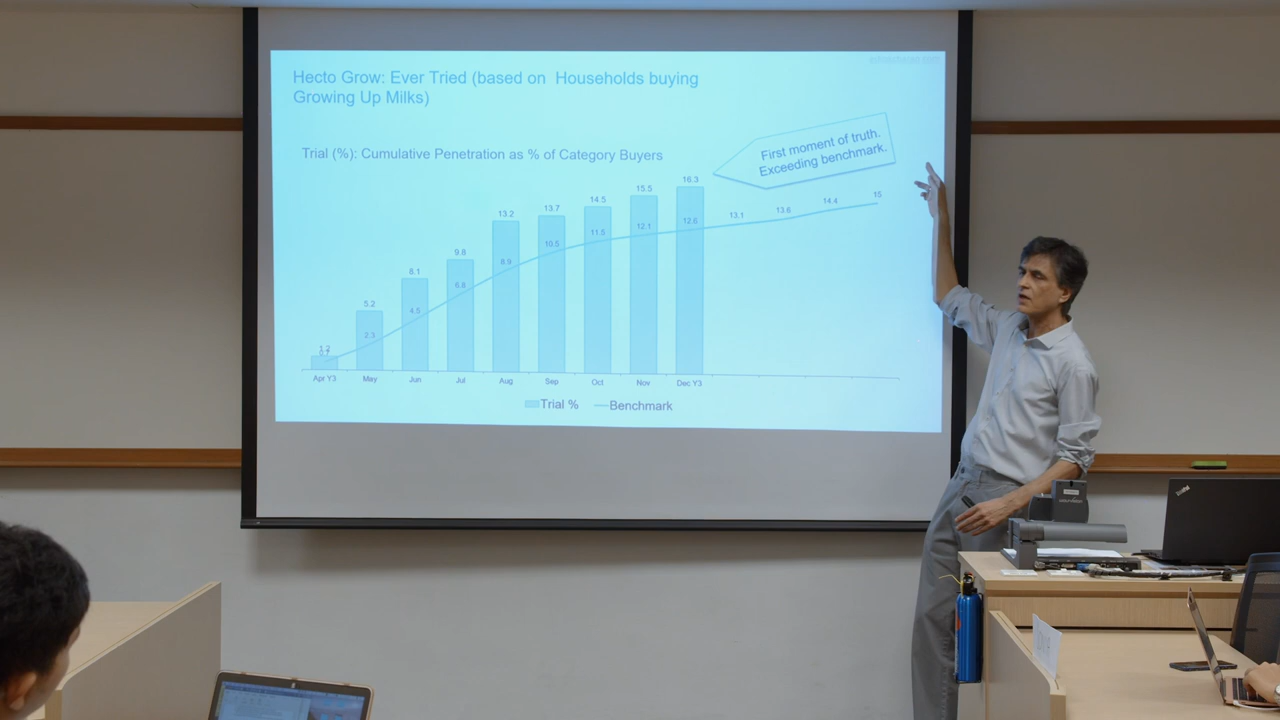 Hecto Grow: Ever Tried (based on Households buying
Growing Up Milks)
Trial (%): Cumulative Penetration as % of Category Buyers
First moment of truth.
Exceeding benchmark.
1.2 5.2 8.1 9.8 13.2 13.7 14.5 15.5 16.3
2.3 4.5 6.8 8.9 10.5 11.5 12.1 12.6 13.1 13.6 14.4 15
Apr Y3 May Jun Jul Aug Sep Oct Nov Dec Y3
Trial % Benchmark
ThinkPad